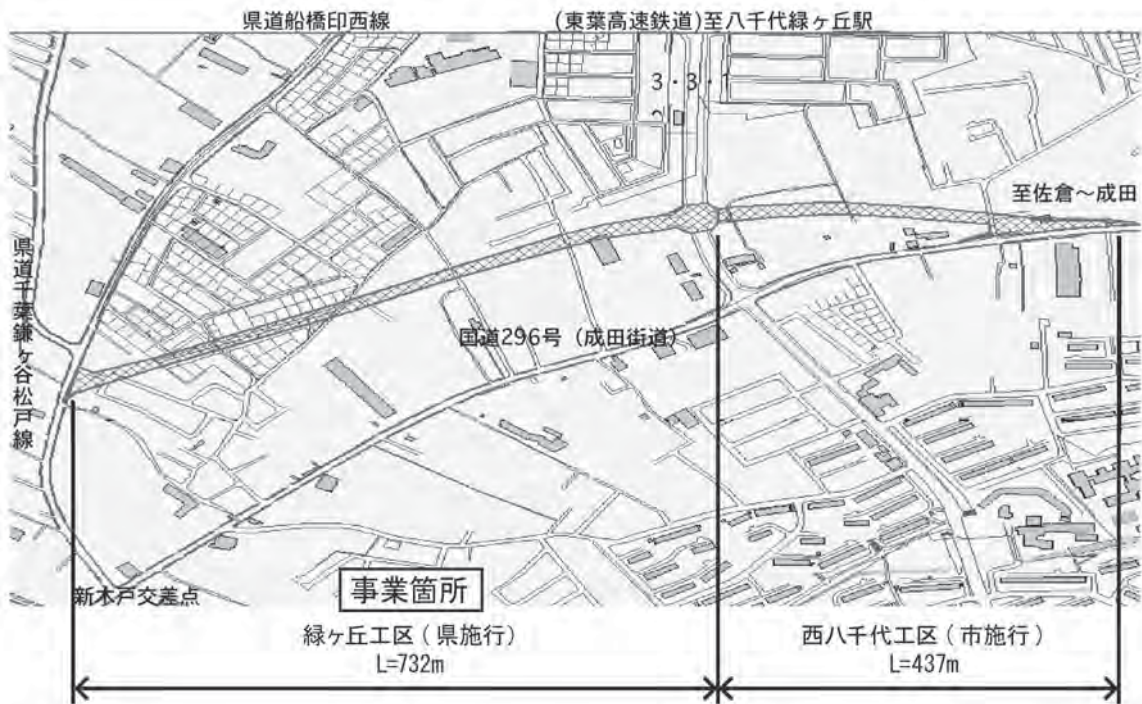 県道船橋印西線
(東葉高速鉄道)至八千代緑ヶ丘駅
3・3・1
至佐倉~成田
県道千葉鎌ヶ谷松戸線
国道296号(成田街道)
新木戸交差点
事業箇所
緑ヶ丘工区(県施行)
L=732m
西八千代工区(市施行)
L=437m